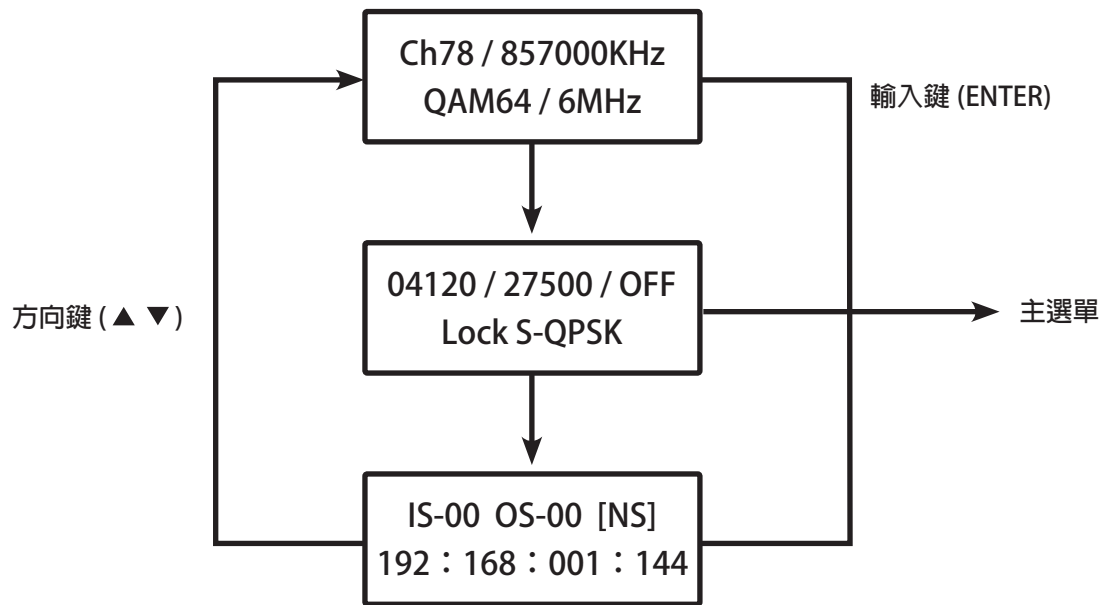 Ch78 / 857000KHz
QAM64 / 6MHz
輸入鍵 (ENTER)
04120 / 27500 / OFF
Lock S-QPSK
方向鍵 ( ▲ ▼ )
主選單
IS-00 OS-00 [NS]
192：168：001：144